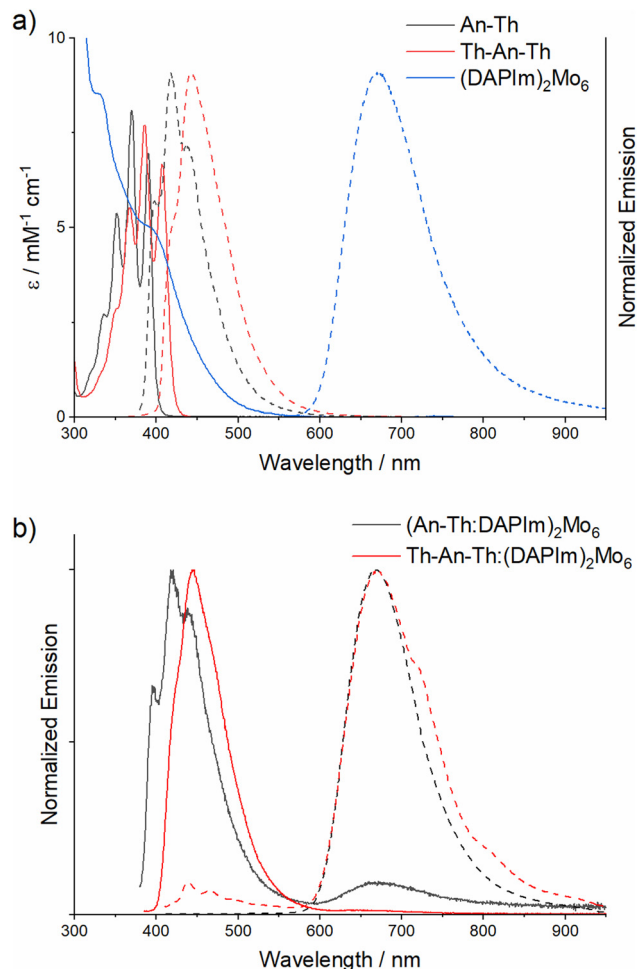 a)
An-Th
Th-An-Th
(DAPIm)₂Mo₆
10
5
0
ε / mM⁻¹ cm⁻¹
Normalized Emission
300 400 500 600 700 800 900
Wavelength / nm
b)
(An-Th:DAPIm)₂Mo₆
Th-An-Th:(DAPIm)₂Mo₆
Normalized Emission
300 400 500 600 700 800 900
Wavelength / nm